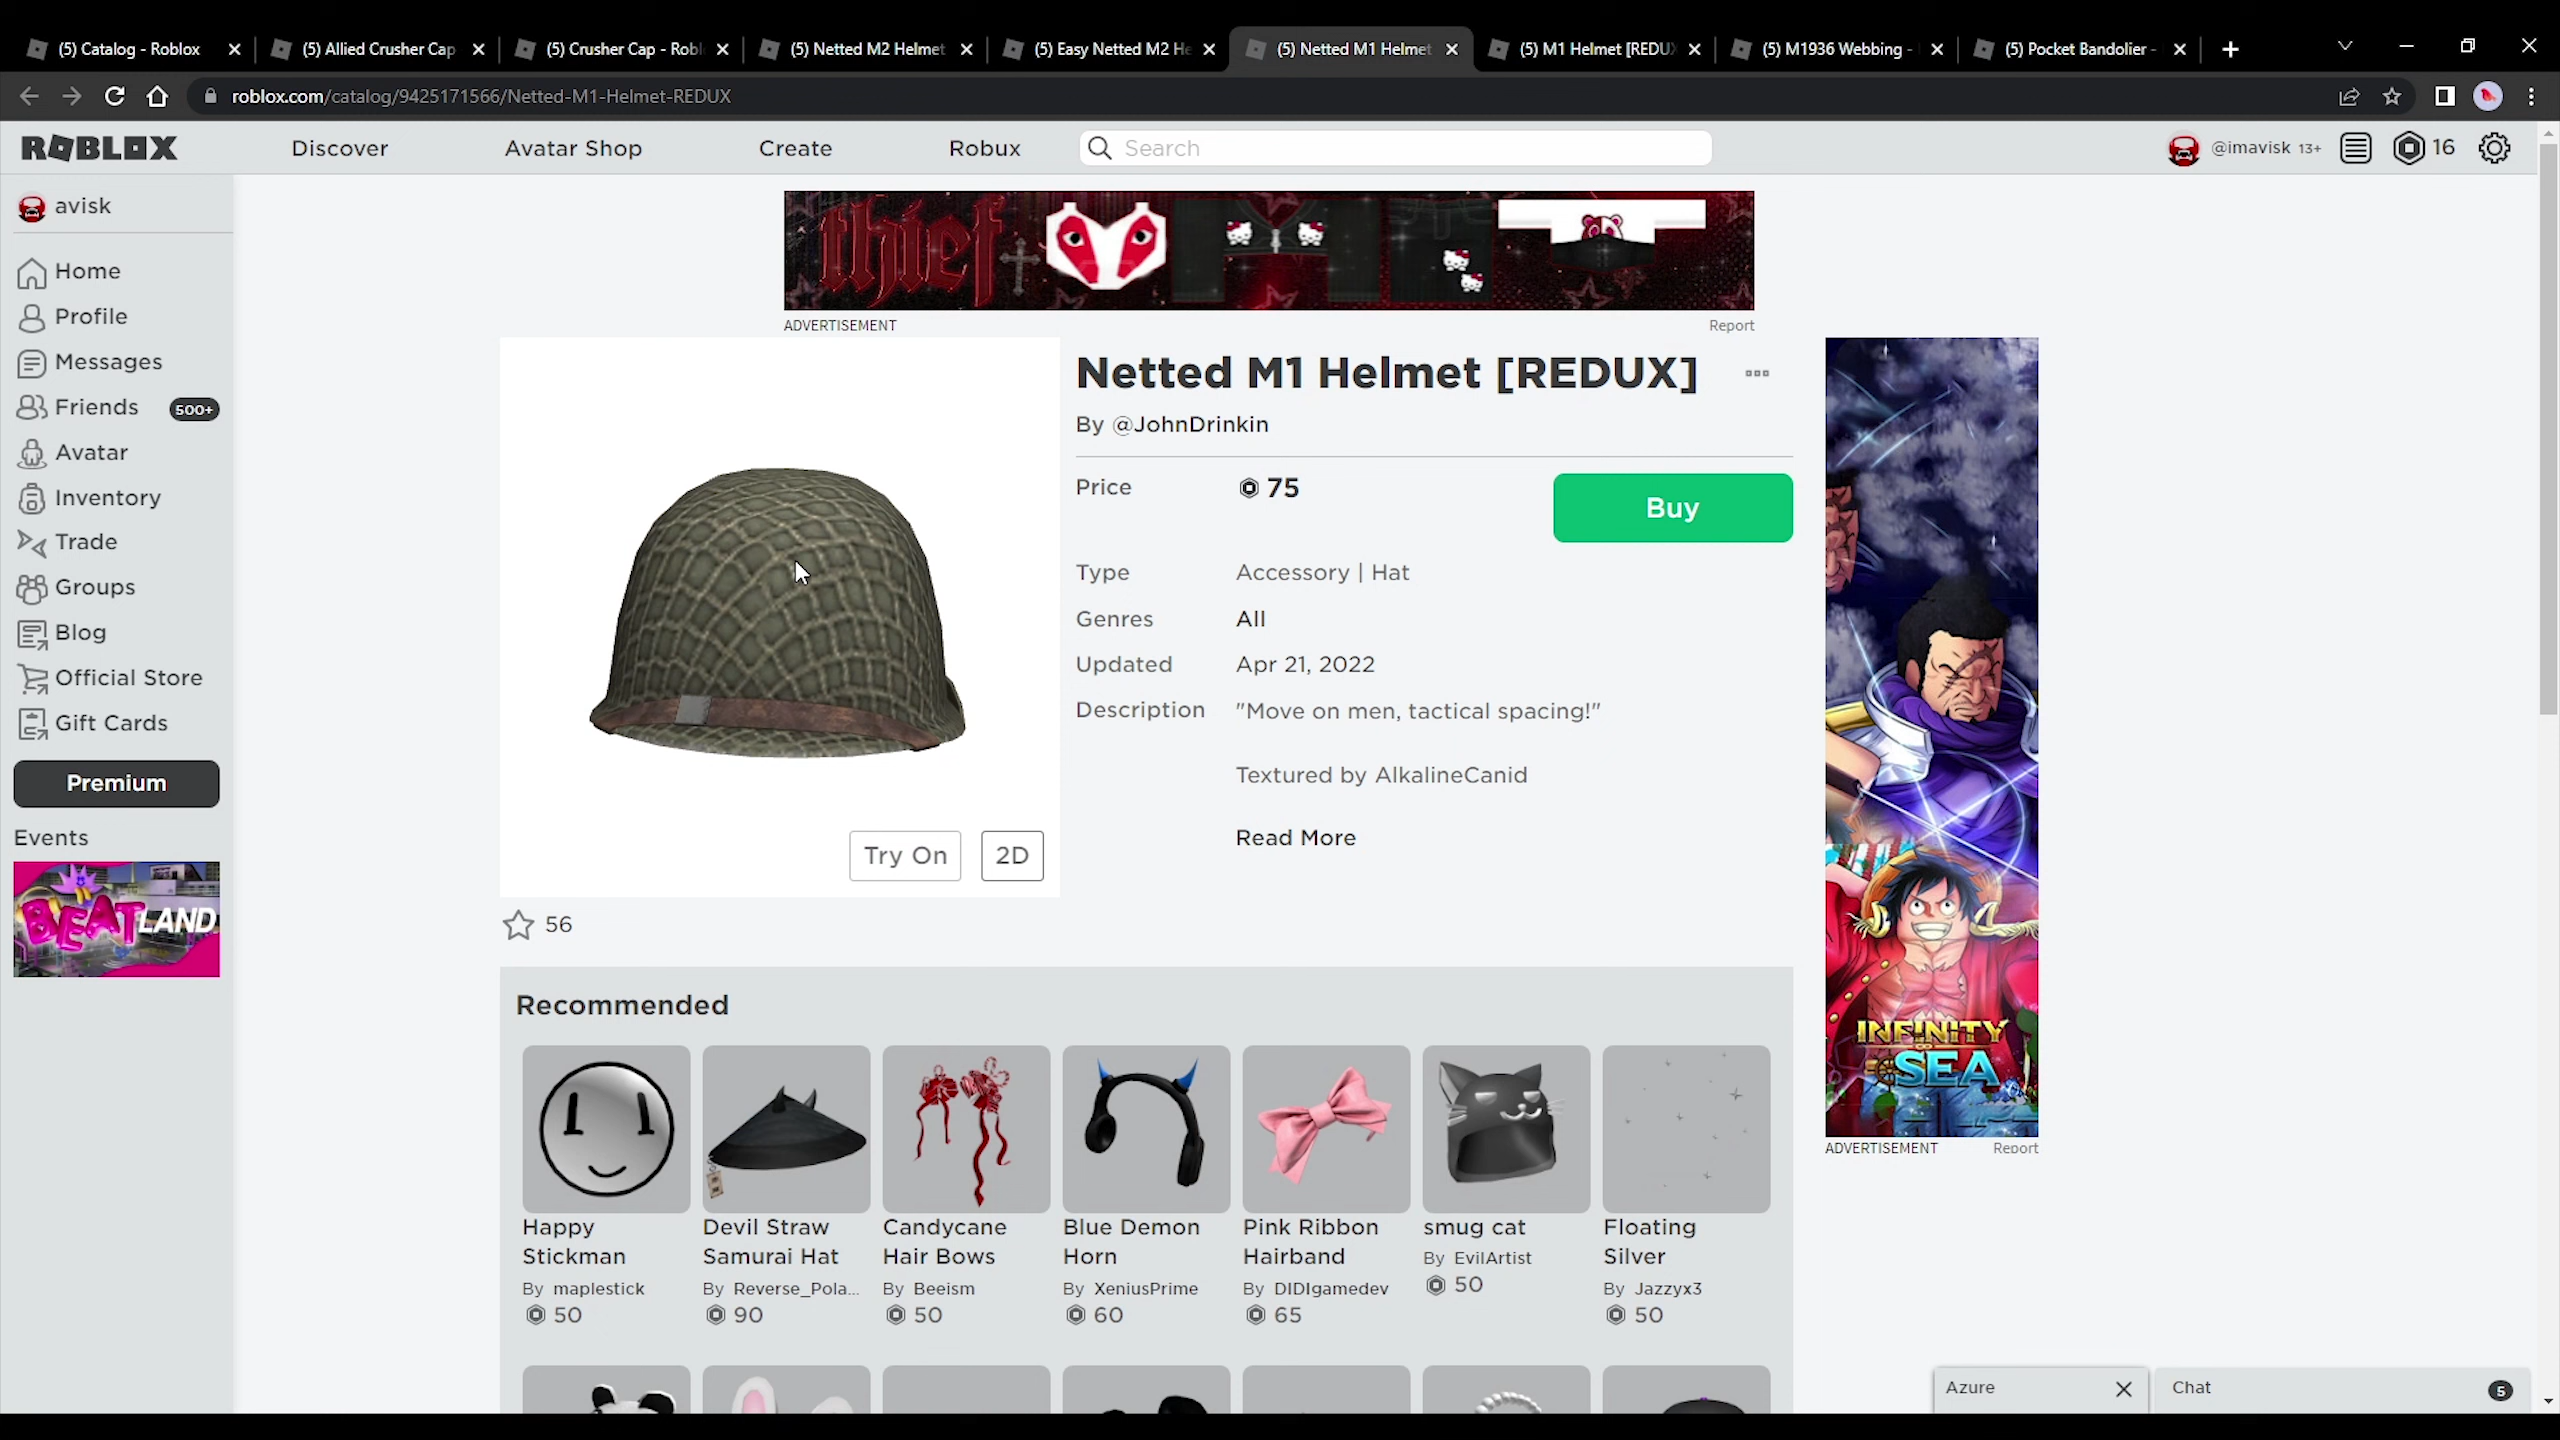 (5) Catalog - Roblox
(5) Allied Crusher Cap
(5) Crusher Cap - Robl
(5) Netted M2 Helmet
(5) Easy Netted M2 He
(5) Netted M1 Helmet
(5) M1 Helmet [REDUX
(5) M1936 Webbing -
(5) Pocket Bandolier -
roblox.com/catalog/9425171566/Netted-M1-Helmet-REDUX
ROBLOX
Discover
Avatar Shop
Create
Robux
Search
@imavisk 13+
16
avisk
Home
Profile
Messages
Friends 500+
Avatar
Inventory
Trade
Groups
Blog
Official Store
Gift Cards
Premium
Events
BEATLAND
thief
ADVERTISEMENT
Report
Netted M1 Helmet [REDUX]
By @JohnDrinkin
Price 75
Buy
Type Accessory | Hat
Genres All
Updated Apr 21, 2022
Description "Move on men, tactical spacing!"
Textured by AlkalineCanid
Read More
Try On
2D
56
INFINITY
SEA
ADVERTISEMENT
Report
Recommended
Happy Stickman
By maplestick
50
Devil Straw Samurai Hat
By Reverse_Pola...
90
Candycane Hair Bows
By Beeism
50
Blue Demon Horn
By XeniusPrime
60
Pink Ribbon Hairband
By DIDIgamedev
65
smug cat
By EvilArtist
50
Floating Silver
By Jazzyx3
50
Azure
Chat
5